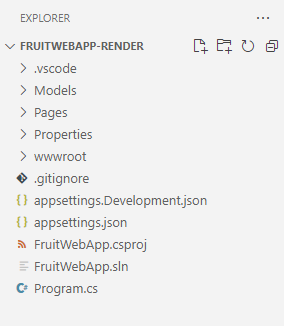 EXPLORER
FRUITWEBAPP-RENDER
.vscode
Models
Pages
Properties
wwwroot
.gitignore
appsettings.Development.json
appsettings.json
FruitWebApp.csproj
FruitWebApp.sln
Program.cs